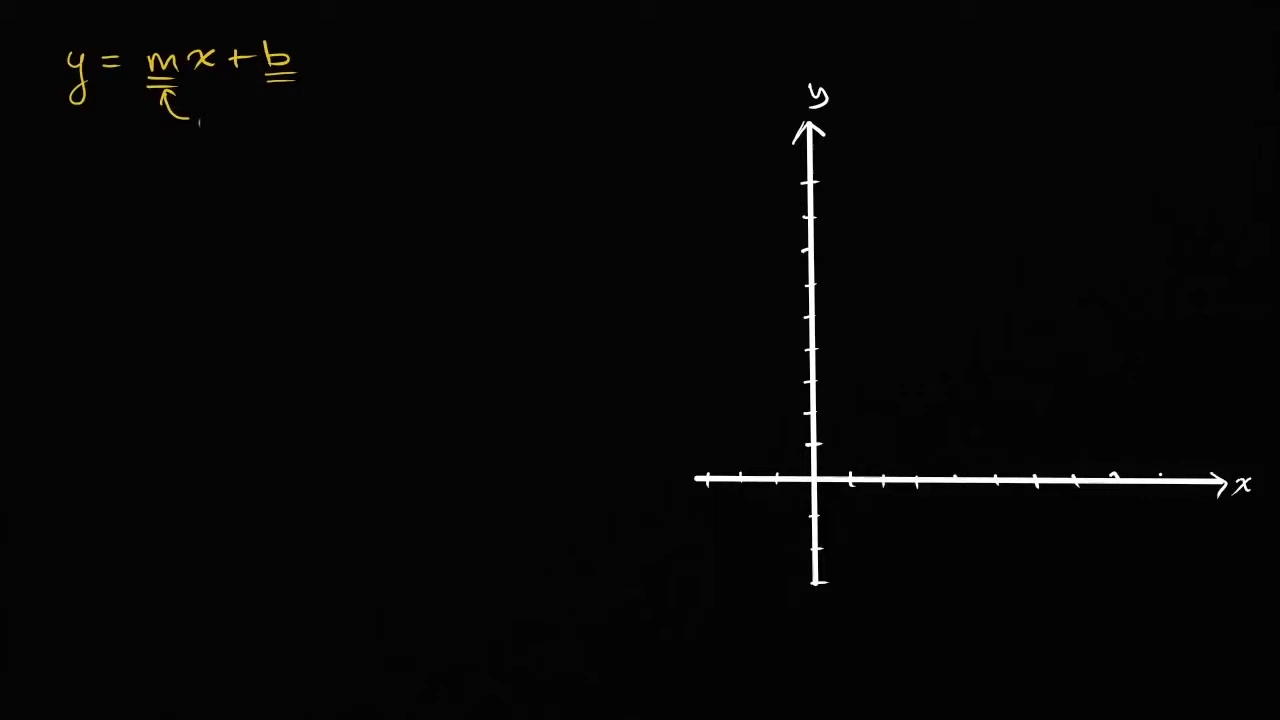 y = mx + b
y
x